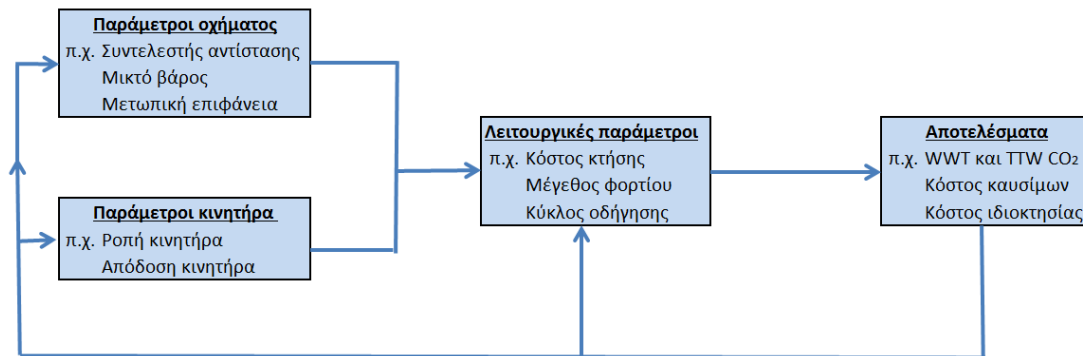 Παράμετροι οχήματος
π.χ. Συντελεστής αντίστασης
Μικτό βάρος
Μετωπική επιφάνεια
Παράμετροι κινητήρα
π.χ. Ροπή κινητήρα
Απόδοση κινητήρα
Λειτουργικές παράμετροι
π.χ. Κόστος κτήσης
Μέγεθος φορτίου
Κύκλος οδήγησης
Αποτελέσματα
π.χ. WWT και TTW CO₂
Κόστος καυσίμων
Κόστος ιδιοκτησίας